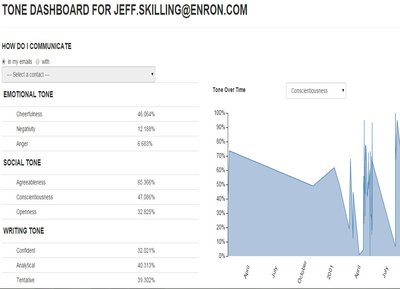 TONE DASHBOARD FOR JEFF.SKILLING@ENRON.COM
HOW DO I COMMUNICATE
in my emails with
--- Select a contact ---
EMOTIONAL TONE
Cheerfulness 46.064%
Negativity 12.188%
Anger 6.683%
SOCIAL TONE
Agreeableness 65.366%
Conscientiousness 47.086%
Openness 32.825%
WRITING TONE
Confident 32.021%
Analytical 40.313%
Tentative 39.302%
Tone Over Time Conscientiousness
100%
90%
80%
70%
60%
50%
40%
30%
20%
10%
0%
April July October 2001 April July